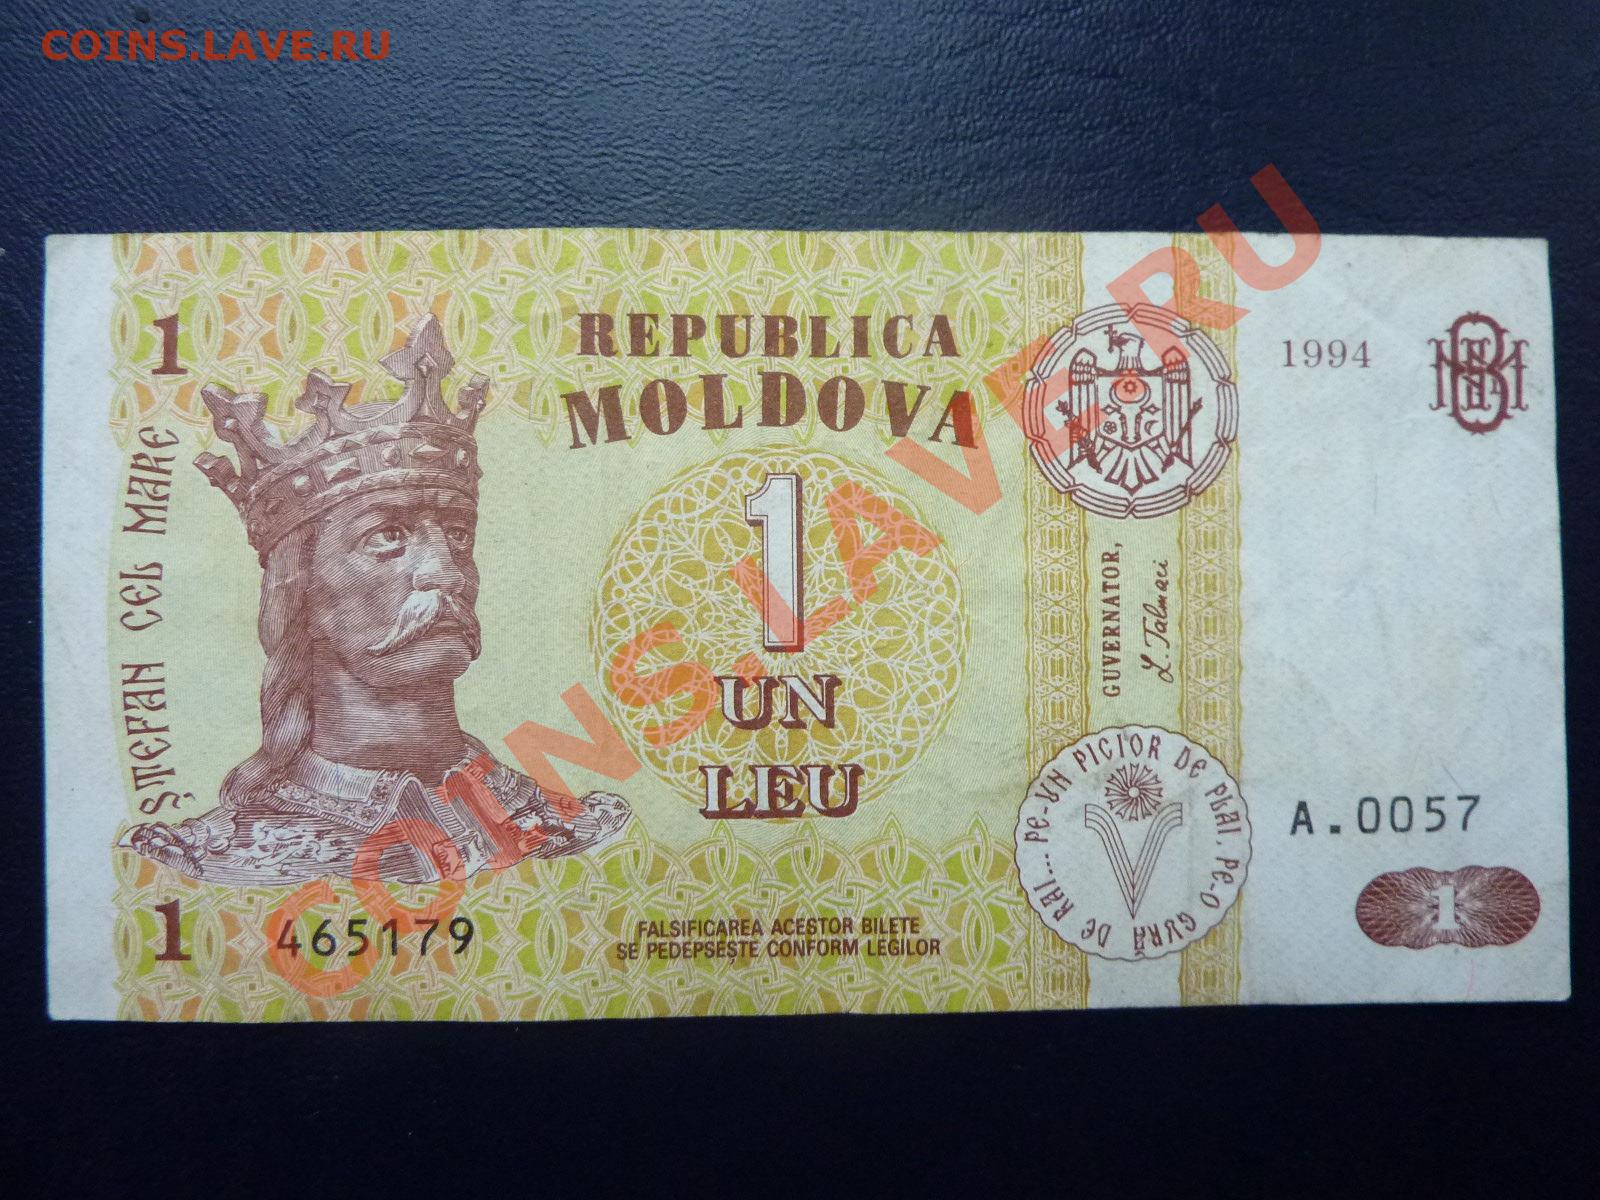 COINS.LAVE.RU
1
REPUBLICA
MOLDOVA
1994
BNM
ȘTEFAN CEL MARE
1
UN
LEU
GUVERNATOR,
L. Talmaci
PE-UN PICIOR DE PLAI, PE-O GURĂ DE RAI...
A.0057
1
465179
FALSIFICAREA ACESTOR BILETE
SE PEDEPSEȘTE CONFORM LEGILOR
1
COINS.LAVE.RU